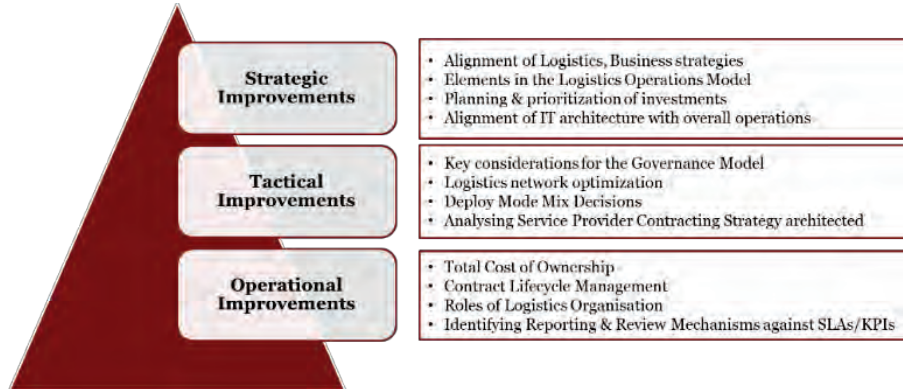 Strategic
Improvements
• Alignment of Logistics, Business strategies
• Elements in the Logistics Operations Model
• Planning & prioritization of investments
• Alignment of IT architecture with overall operations
Tactical
Improvements
• Key considerations for the Governance Model
• Logistics network optimization
• Deploy Mode Mix Decisions
• Analysing Service Provider Contracting Strategy architected
Operational
Improvements
• Total Cost of Ownership
• Contract Lifecycle Management
• Roles of Logistics Organisation
• Identifying Reporting & Review Mechanisms against SLAs/KPIs